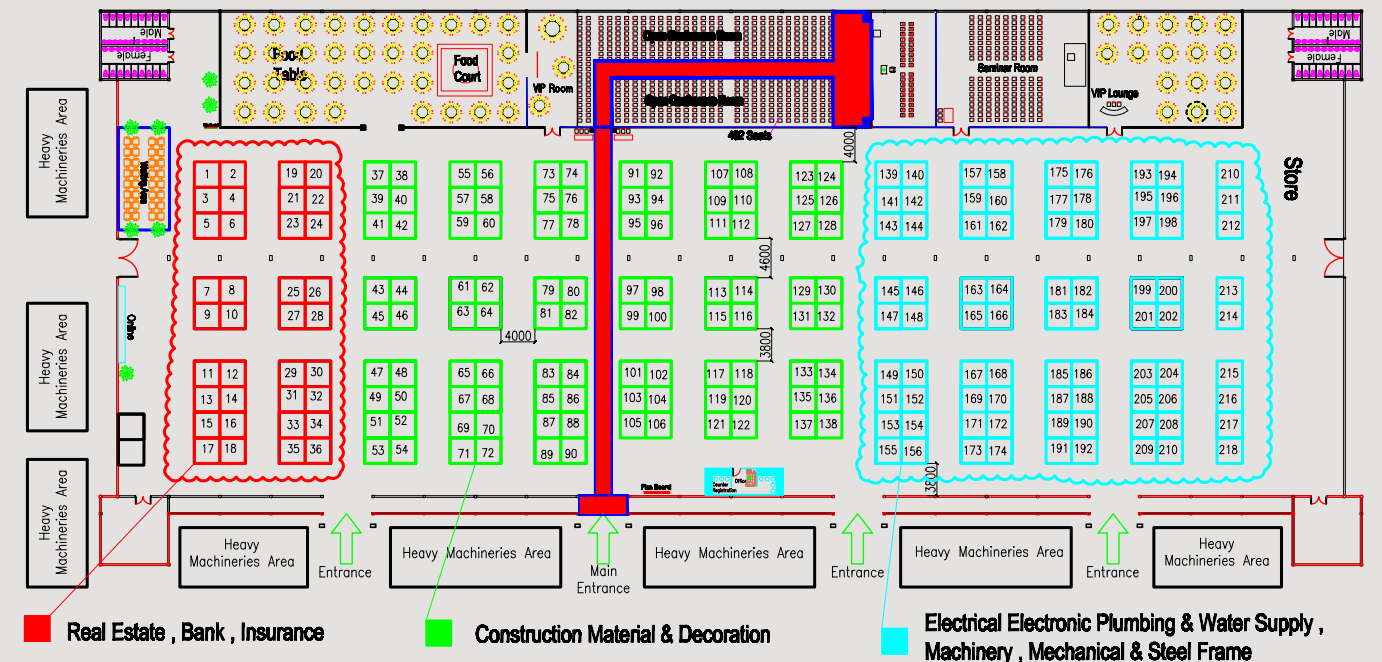 Male
Female
Food
Table
Food
Court
VIP Room
Open Conference Room
Open Conference Room
492 Seats
Seminar Room
VIP Lounge
Male
Female
Heavy
Machineries Area
Waiting Area
4000
Store
1 2 19 20 37 38 55 56 73 74 91 92 107 108 123 124 139 140 157 158 175 176 193 194 210
3 4 21 22 39 40 57 58 75 76 93 94 109 110 125 126 141 142 159 160 177 178 195 196 211
5 6 23 24 41 42 59 60 77 78 95 96 111 112 127 128 143 144 161 162 179 180 197 198 212
4600
7 8 25 26 43 44 61 62 79 80 97 98 113 114 129 130 145 146 163 164 181 182 199 200 213
9 10 27 28 45 46 63 64 81 82 99 100 115 116 131 132 147 148 165 166 183 184 201 202 214
Online
Heavy
Machineries Area
4000
3800
11 12 29 30 47 48 65 66 83 84 101 102 117 118 133 134 149 150 167 168 185 186 203 204 215
13 14 31 32 49 50 67 68 85 86 103 104 119 120 135 136 151 152 169 170 187 188 205 206 216
15 16 33 34 51 52 69 70 87 88 105 106 121 122 137 138 153 154 171 172 189 190 207 208 217
17 18 35 36 53 54 71 72 89 90 155 156 173 174 191 192 209 210 218
Heavy
Machineries Area
3800
Plan Board
Counter
Registration
Office
Heavy
Machineries Area
Entrance
Heavy Machineries Area
Main
Entrance
Heavy Machineries Area
Entrance
Heavy Machineries Area
Entrance
Heavy
Machineries Area
Real Estate , Bank , Insurance
Construction Material & Decoration
Electrical Electronic Plumbing & Water Supply ,
Machinery , Mechanical & Steel Frame